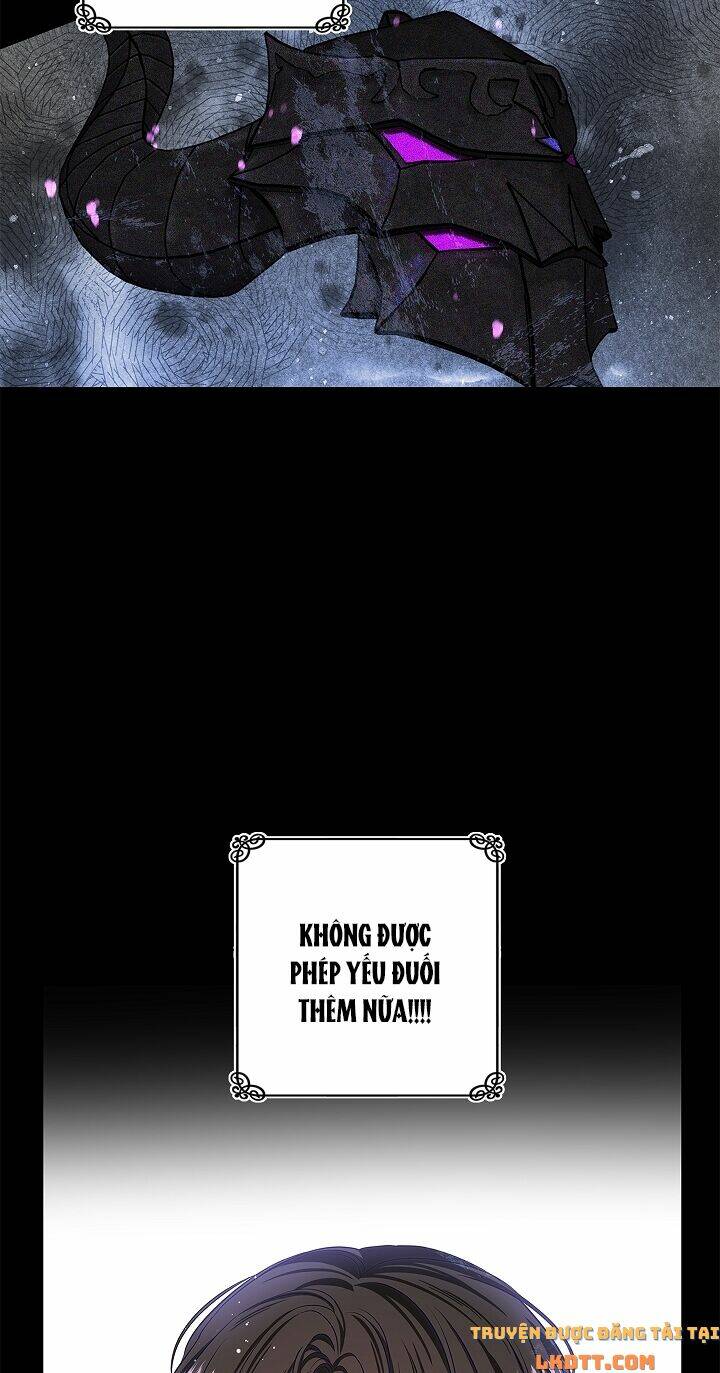 KHÔNG ĐƯỢC
PHÉP YẾU ĐUỐI
THÊM NỮA!!!!
TRUYỆN ĐƯỢC ĐĂNG TẢI TẠI
LKDTT.COM